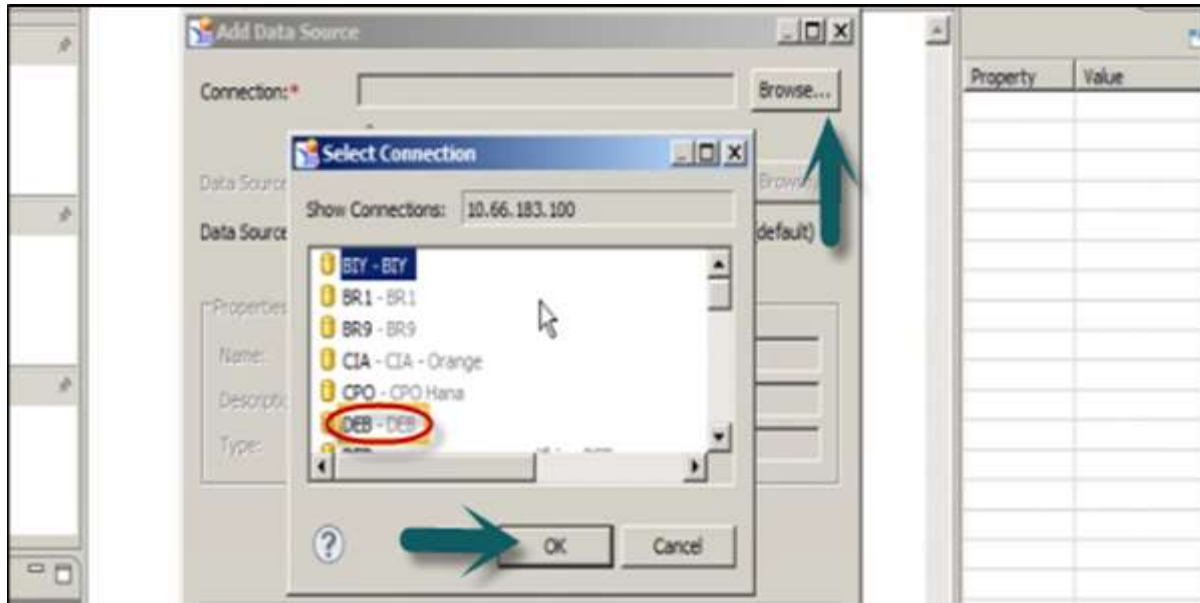 Add Data Source
Connection:*
Browse...
Property Value
Select Connection
Data Source
Show Connections: 10.66.183.100
Data Source
(default)
BIY - BIY
BR1 - BR1
Properties
BR9 - BR9
Name:
CIA - CIA - Orange
CPO - CPO Hana
DEB - DEB
Type:
? OK Cancel